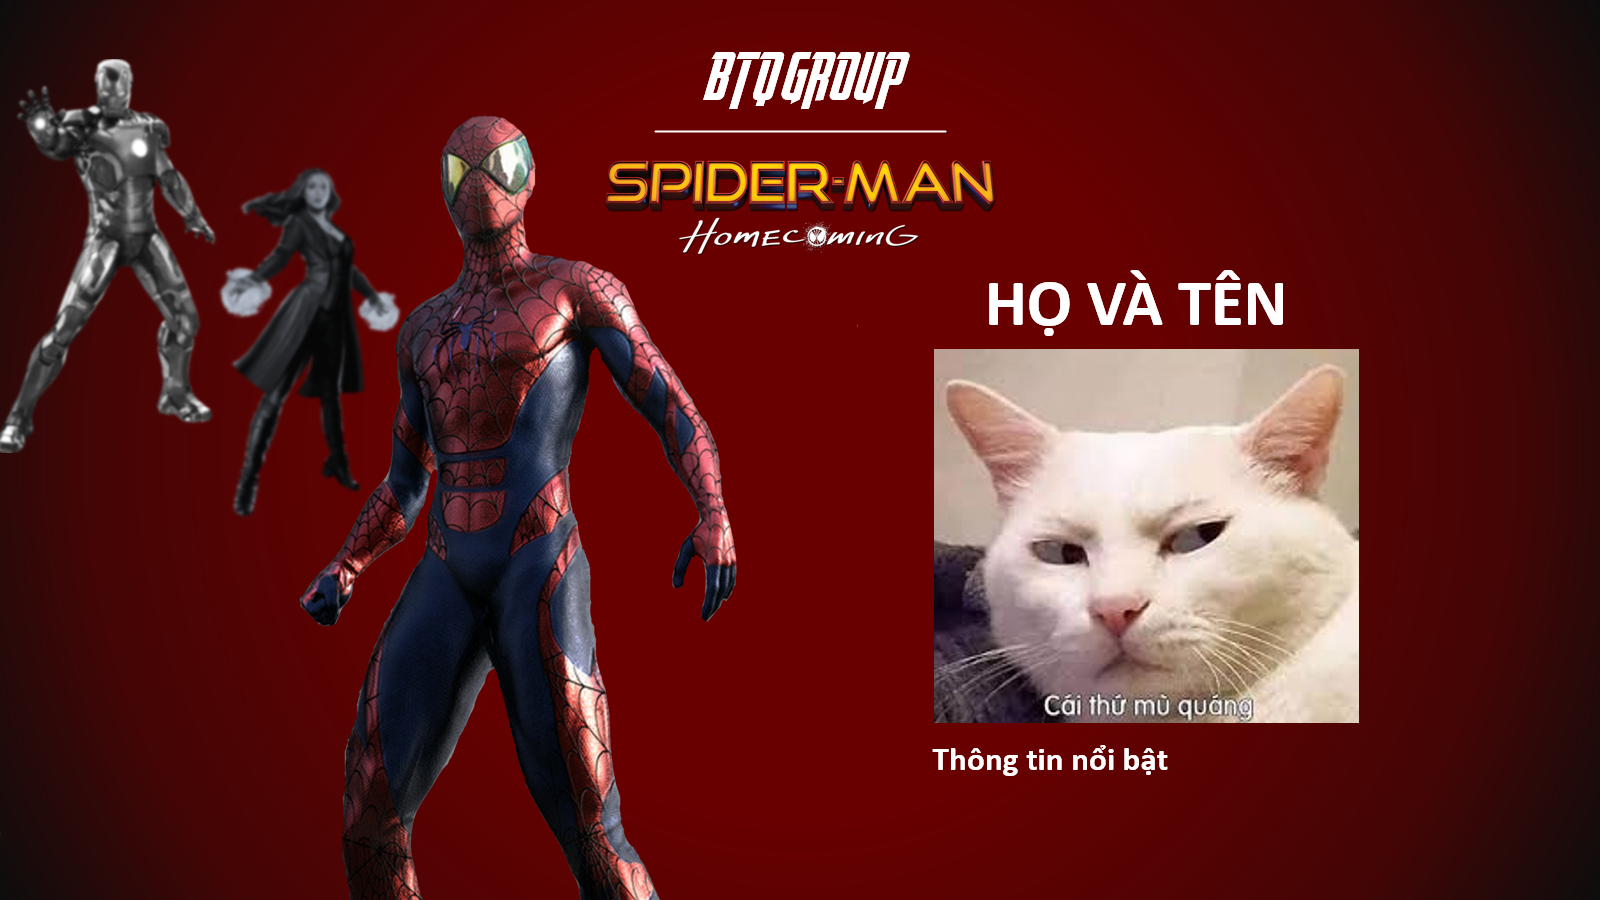 BTQ GROUP
SPIDER-MAN
HOMECOMING
HỌ VÀ TÊN
Cái thứ mù quáng
Thông tin nổi bật